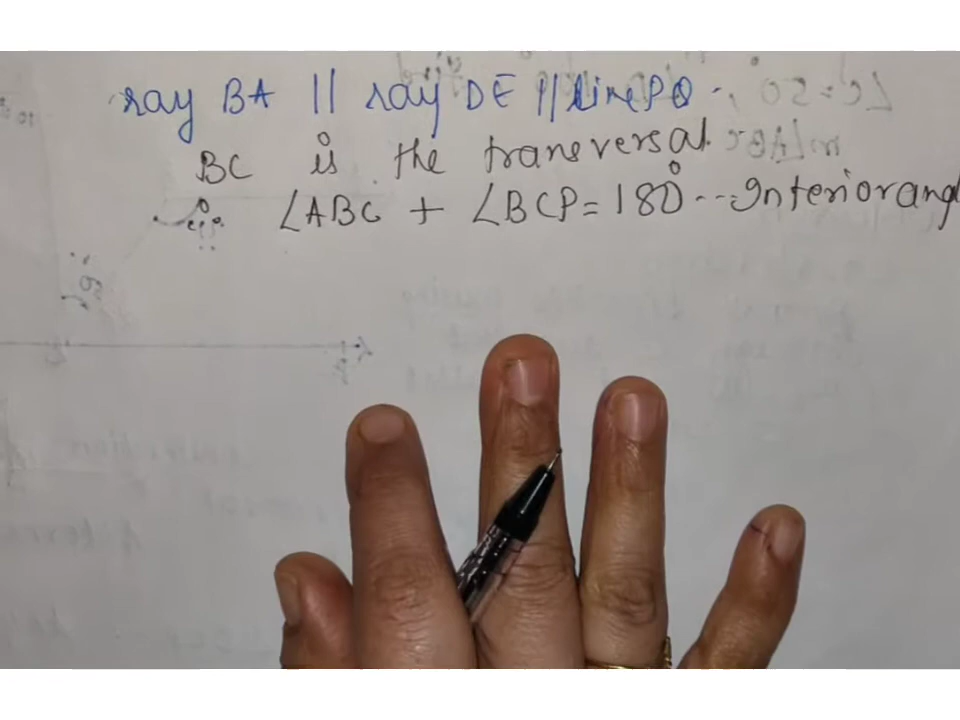 ray BA || ray DE || line PQ
BC is the transversal
∠ABC + ∠BCP = 180° --- Interior angl